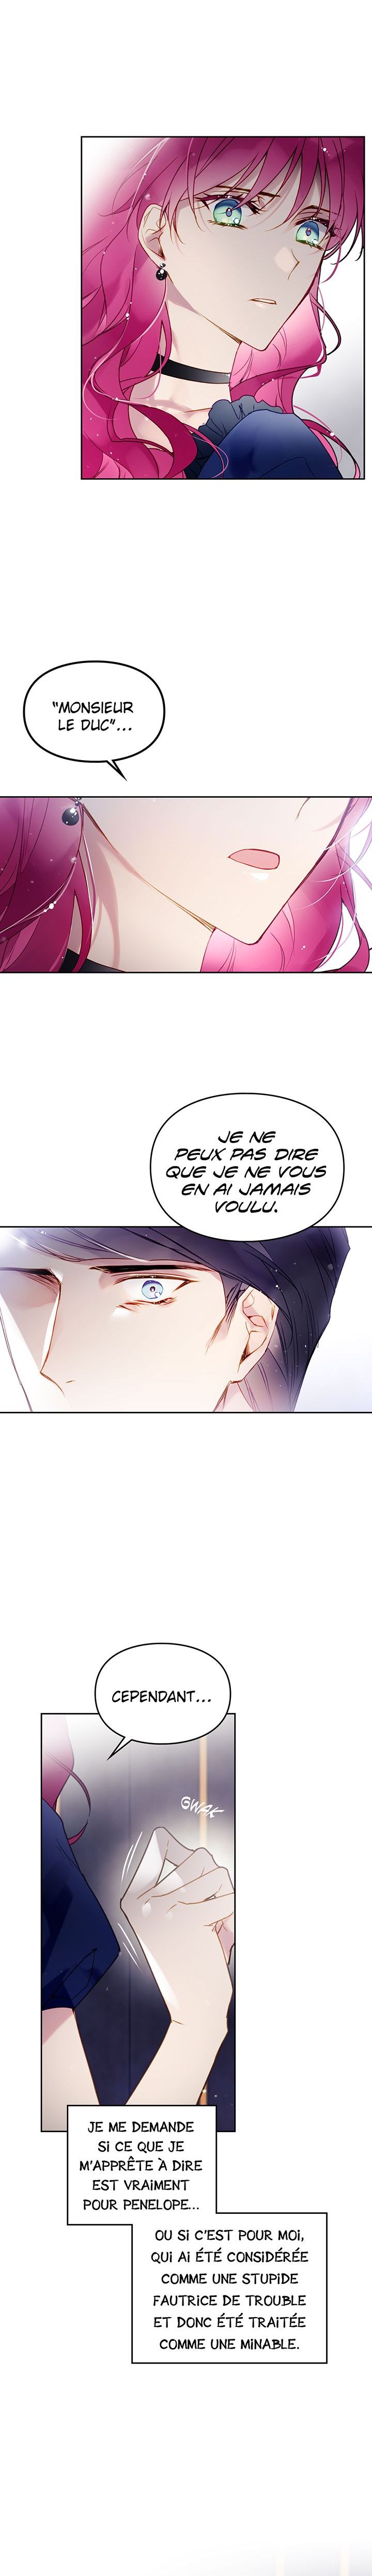 "MONSIEUR
LE DUC"...
JE NE
PEUX PAS DIRE
QUE JE NE VOUS
EN AI JAMAIS
VOULU.
CEPENDANT...
GWAK
JE ME DEMANDE
SI CE QUE JE
M'APPRÊTE À DIRE
EST VRAIMENT
POUR PENELOPE...
OU SI C'EST POUR MOI,
QUI AI ÉTÉ CONSIDÉRÉE
COMME UNE STUPIDE
FAUTRICE DE TROUBLE
ET DONC ÉTÉ TRAITÉE
COMME UNE MINABLE.